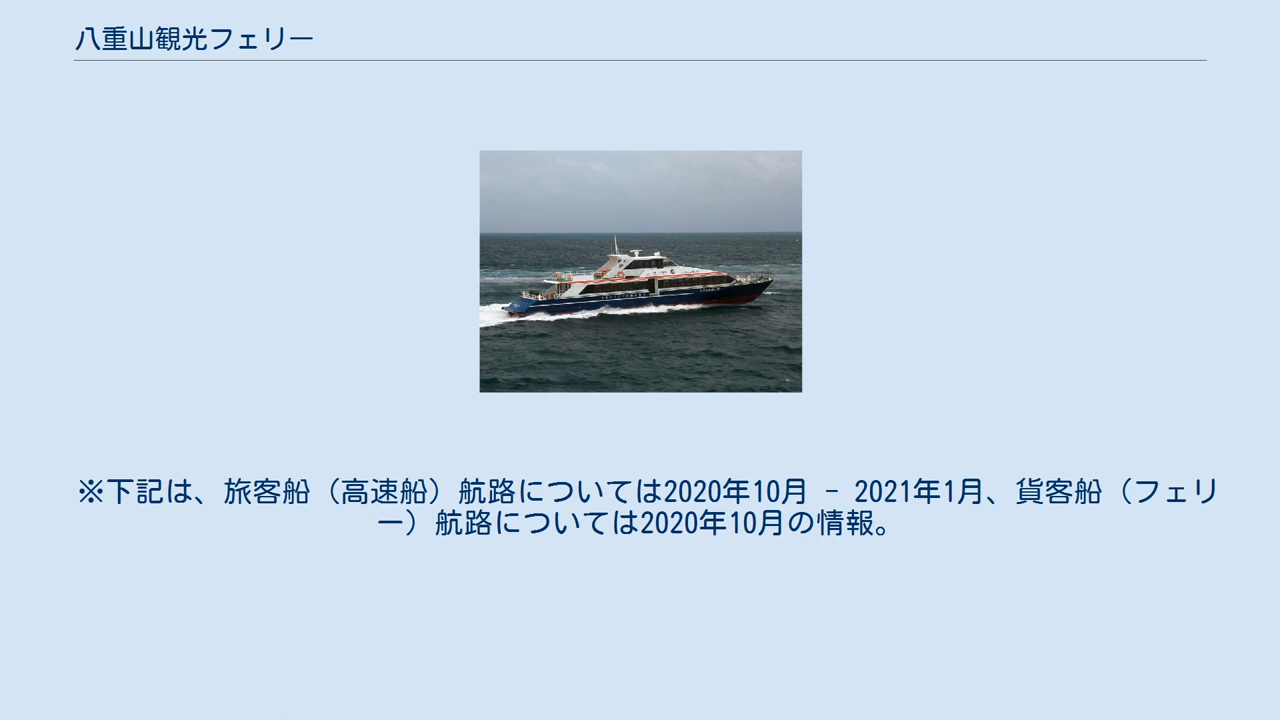 八重山観光フェリー
※下記は、旅客船（高速船）航路については2020年10月 - 2021年1月、貨客船（フェリ
ー）航路については2020年10月の情報。